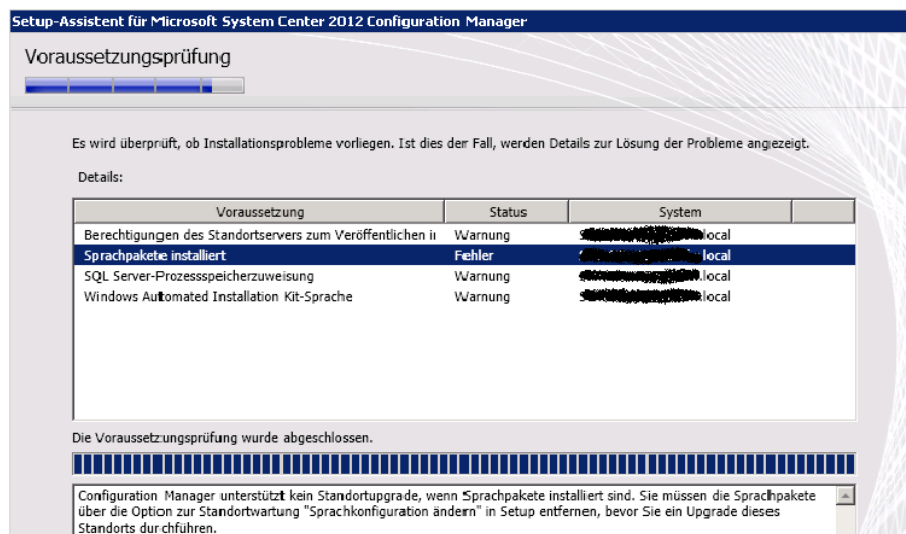 Setup-Assistent für Microsoft System Center 2012 Configuration Manager
Voraussetzungsprüfung
Es wird überprüft, ob Installationsprobleme vorliegen. Ist dies der Fall, werden Details zur Lösung der Probleme angezeigt.
Details:
Voraussetzung Status System
Berechtigungen des Standortservers zum Veröffentlichen in Warnung local
Sprachpakete installiert Fehler local
SQL Server-Prozessspeicherzuweisung Warnung .local
Windows Automated Installation Kit-Sprache Warnung local
Die Voraussetzungsprüfung wurde abgeschlossen.
Configuration Manager unterstützt kein Standortupgrade, wenn Sprachpakete installiert sind. Sie müssen die Sprachpakete
über die Option zur Standortwartung "Sprachkonfiguration ändern" in Setup entfernen, bevor Sie ein Upgrade dieses
Standorts durchführen.